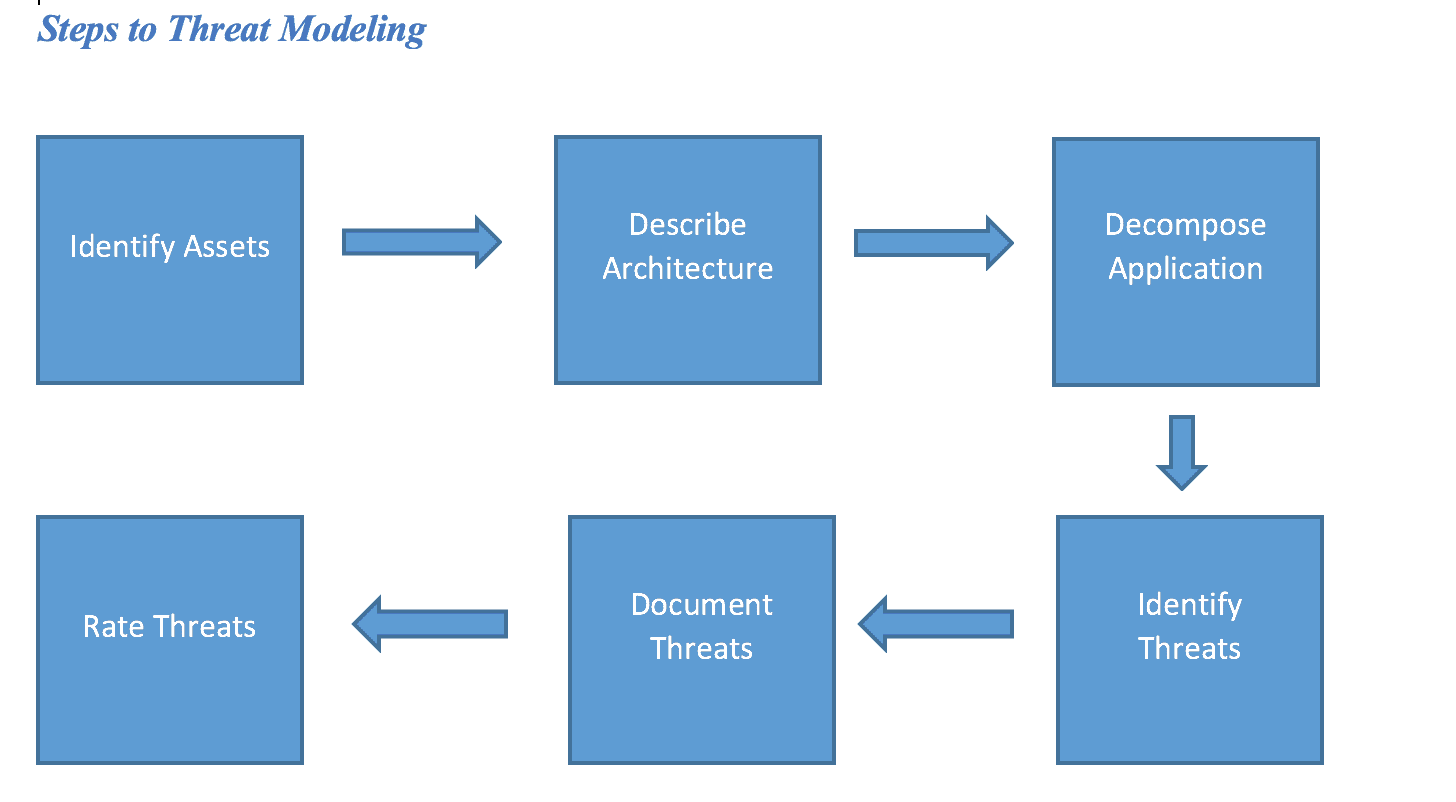 Steps to Threat Modeling
Identify Assets
Describe
Architecture
Decompose
Application
Identify
Threats
Document
Threats
Rate Threats